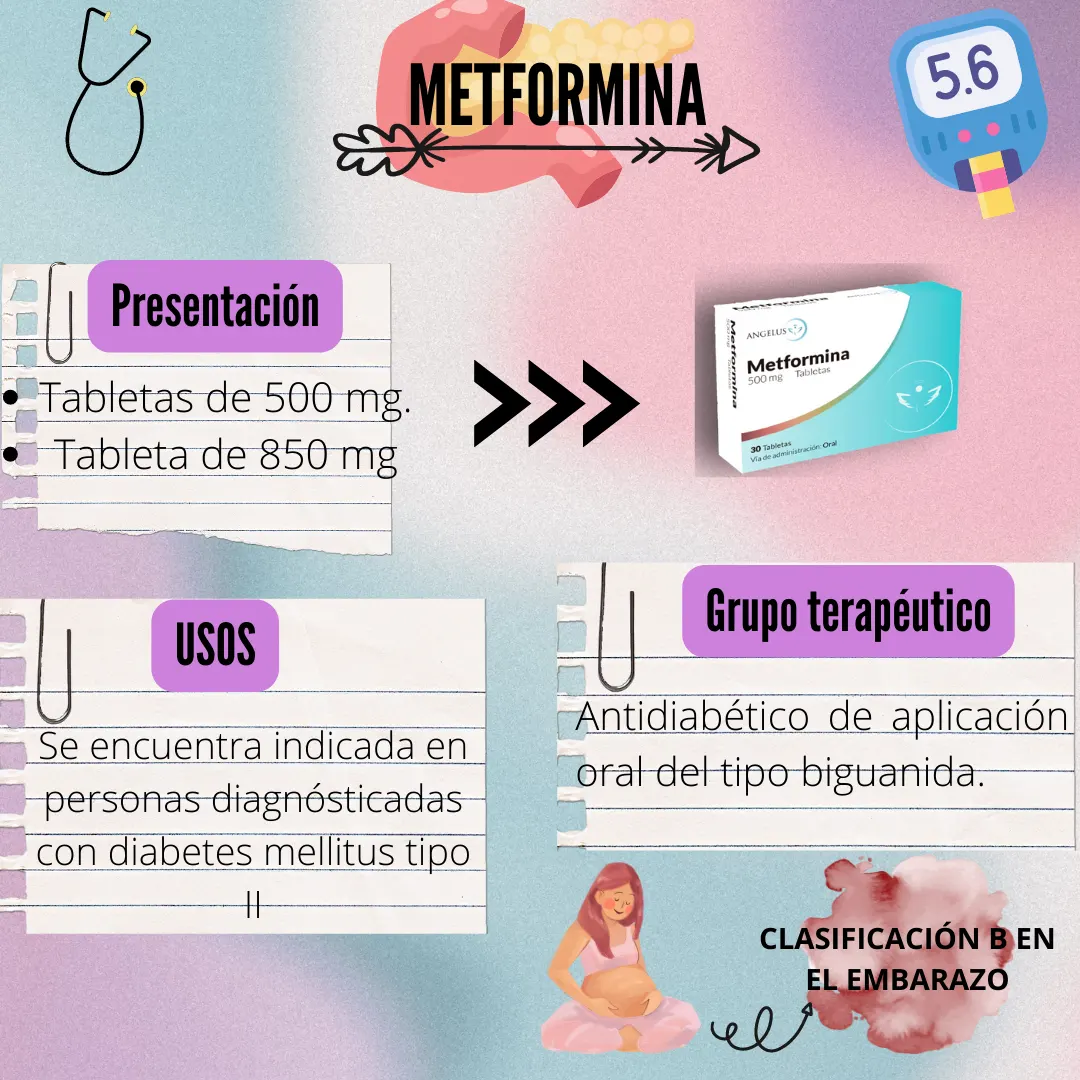 METFORMINA
5.6
Presentación
• Tabletas de 500 mg.
• Tableta de 850 mg
Metformina
ANGELUS
Metformina
500 mg Tabletas
Metformina
30 Tabletas
Vía de administración: Oral
USOS
Se encuentra indicada en
personas diagnósticadas
con diabetes mellitus tipo
II
Grupo terapéutico
Antidiabético de aplicación
oral del tipo biguanida.
CLASIFICACIÓN B EN
EL EMBARAZO